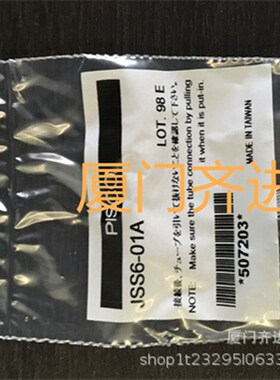 PIS
JSS6-01A
LOT. 98 E
接続後、チューブを引いて抜けないことを確認して下さい。
NOTE: Make sure the tube connection by pulling
it when it is put-in.
MADE IN TAIWAN
*507203*
厦门齐进
厦门齐进
shop1t23295l0633